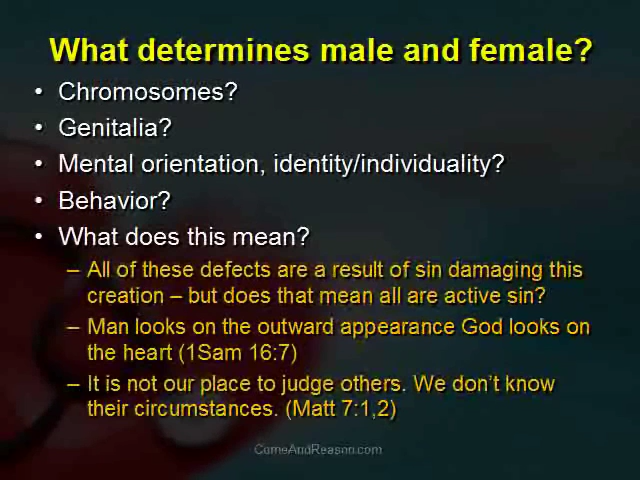 What determines male and female?
• Chromosomes?
• Genitalia?
• Mental orientation, identity/individuality?
• Behavior?
• What does this mean?
– All of these defects are a result of sin damaging this
creation – but does that mean all are active sin?
– Man looks on the outward appearance God looks on
the heart (1Sam 16:7)
– It is not our place to judge others. We don’t know
their circumstances. (Matt 7:1,2)
ComeAndReason.com